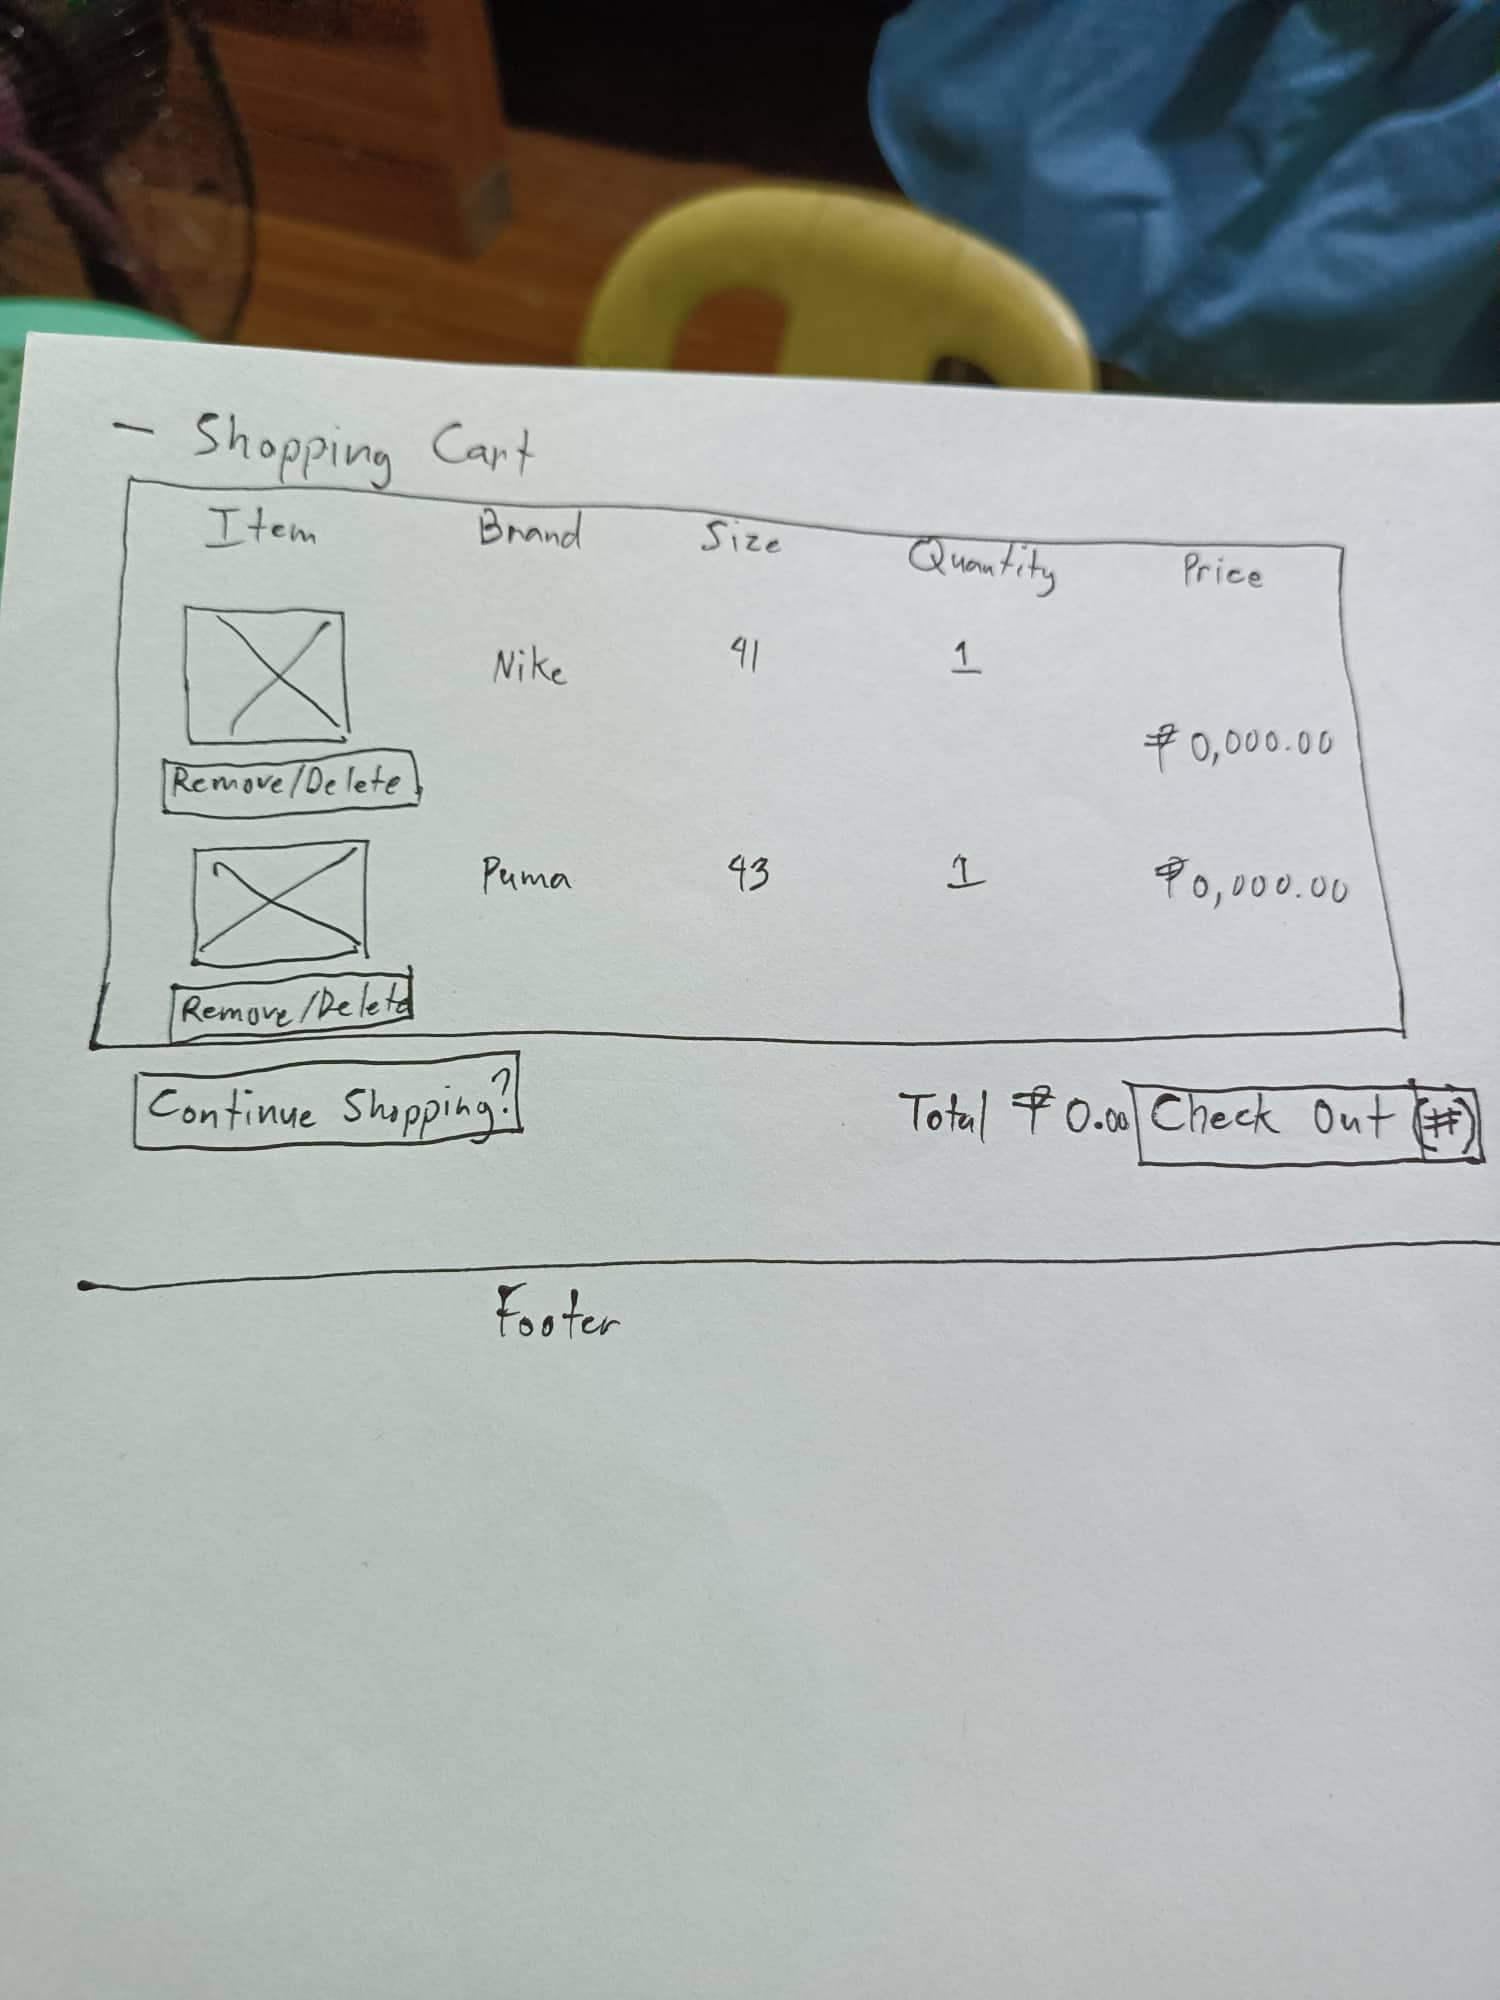 - Shopping Cart
Item Brand Size Quantity Price
Nike 41 1
₱0,000.00
Remove/Delete
Puma 43 1 ₱0,000.00
Remove/Delete
Continue Shopping? Total ₱0.00 Check Out (#)
Footer